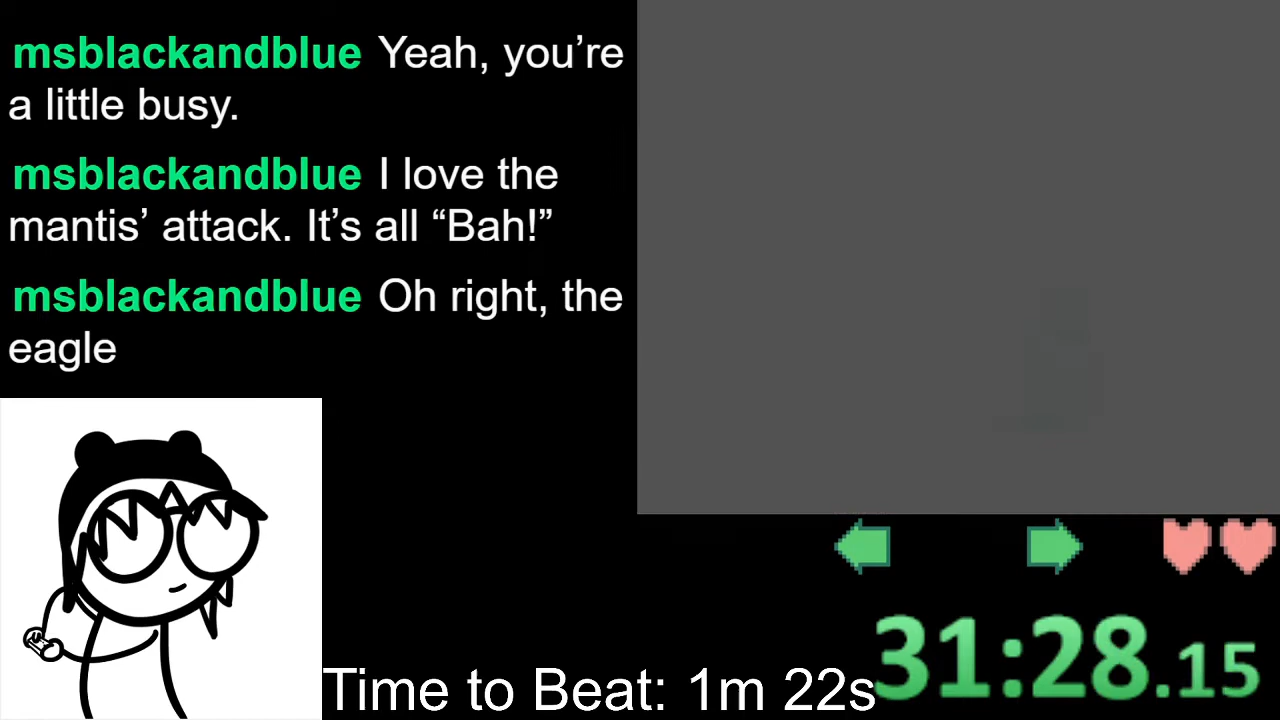 msblackandblue Yeah, you’re
a little busy.
msblackandblue I love the
mantis’ attack. It’s all “Bah!”
msblackandblue Oh right, the
eagle
31:28.15
Time to Beat: 1m 22s